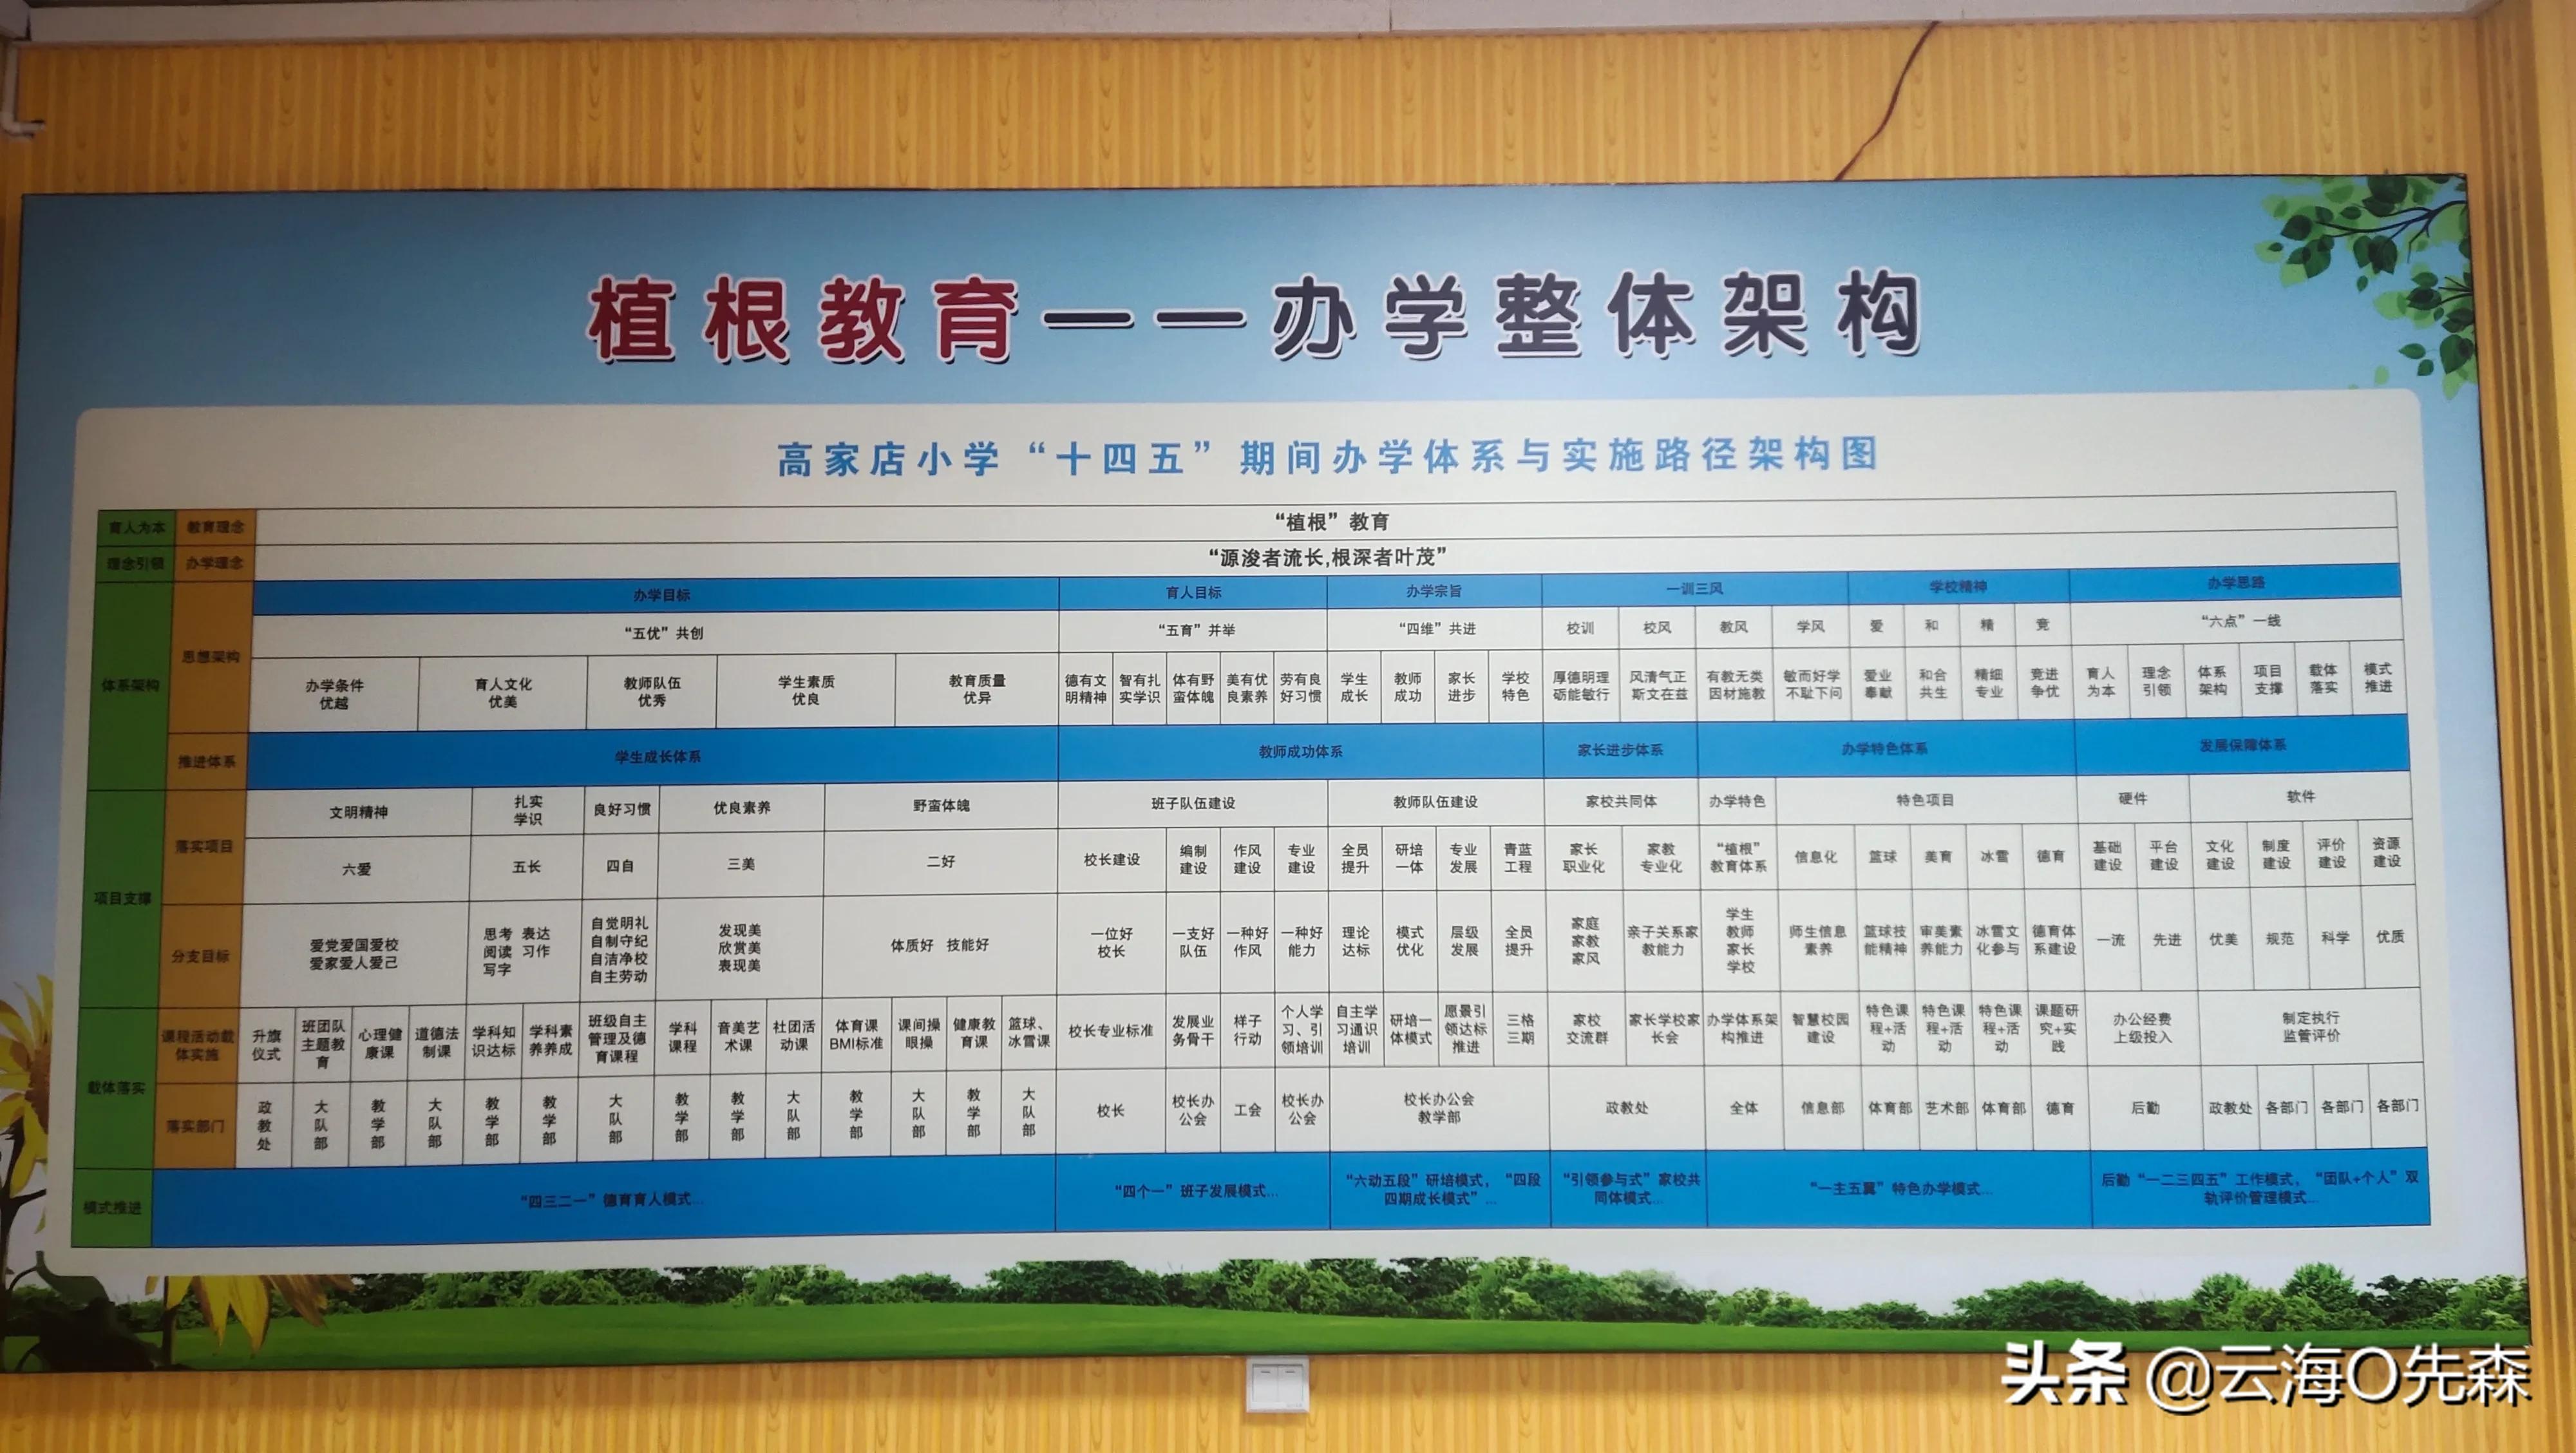 植根教育——办学整体架构
高家店小学“十四五”期间办学体系与实施路径架构图
育人为本 教育理念 “植根”教育
理念引领 办学理念 “源浚者流长,根深者叶茂”
体系架构 思想架构 办学目标 育人目标 办学宗旨 一训三风 学校精神 办学思路
“五优”共创 “五育”并举 “四维”共进 校训 校风 教风 学风 爱 和 精 竞 “六点”一线
办学条件 育人文化 教师队伍 学生素质 教育质量 德有文 智有扎 体有野 美有优 劳有良 学生 教师 家长 学校 厚德明理 风清气正 有教无类 敏而好学 爱业 和合 精细 竞进 育人 理念 体系 项目 载体 模式
优越 优美 优秀 优良 优异 明精神 实学识 蛮体魄 良素养 好习惯 成长 成功 进步 特色 砺能敏行 斯文在兹 因材施教 不耻下问 奉献 共生 专业 争优 为本 引领 架构 支撑 落实 推进
推进体系 学生成长体系 教师成功体系 家长进步体系 办学特色体系 发展保障体系
项目支撑 落实项目 文明精神 扎实 良好习惯 优良素养 野蛮体魄 班子队伍建设 教师队伍建设 家校共同体 办学特色 特色项目 硬件 软件
学识
六爱 五长 四自 三美 二好 校长建设 编制 作风 专业 全员 研培 专业 青蓝 家长 家教 “植根” 信息化 篮球 美育 冰雪 德育 基础 平台 文化 制度 评价 资源
建设 建设 建设 提升 一体 发展 工程 职业化 专业化 教育体系 建设 建设 建设 建设 建设 建设
分支目标 爱党爱国爱校 思考 表达 自觉明礼 发现美 体质好 技能好 一位好 一支好 一种好 一种好 理论 模式 层级 全员 家庭 亲子关系家 学生 师生信息 篮球技 审美素 冰雪文 德育体 一流 先进 优美 规范 科学 优质
爱家爱人爱己 阅读 习作 自制守纪 欣赏美 校长 队伍 作风 能力 达标 优化 发展 提升 家教 教能力 教师 素养 能精神 养能力 化参与 系建设
写字 自洁净校 表现美 家风 家长
自主劳动 学校
载体落实 课程活动载 升旗 班团队 心理健 道德法 学科知 学科素 班级自主 学科 音美艺 社团活 体育课 课间操 健康教 篮球、 校长专业标准 发展业 样子 个人学 自主学 研培一 愿景引 三格 家校 家长学校家 办学体系架 智慧校园 特色课 特色课 特色课 课题研 办公经费 制定执行
体实施 仪式 主题教 康课 制课 识达标 养养成 管理及德 课程 术课 动课 BMI标准 眼操 育课 冰雪课 务骨干 行动 习、引 习通识 体模式 领达标 三期 交流群 长会 构推进 建设 程+活 程+活 程+活 究+实 上级投入 监管评价
育 育课程 领培训 培训 推进 动 动 动 践
落实部门 政教处 大队部 教学部 大队部 教学部 教学部 大队部 教学部 教学部 大队部 教学部 大队部 教学部 大队部 校长 校长办 工会 校长办 校长办公会 政教处 全体 信息部 体育部 艺术部 体育部 德育 后勤 政教处 各部门 各部门 各部门
公会 公会 教学部
模式推进 “四三二一”德育育人模式... “四个一”班子发展模式... “六动五段”研培模式，“四段 “引领参与式”家校共 “一主五翼”特色办学模式... 后勤“一二三四五”工作模式，“团队+个人”双
四期成长模式”... 同体模式... 轨评价管理模式...
头条 @云海O先森